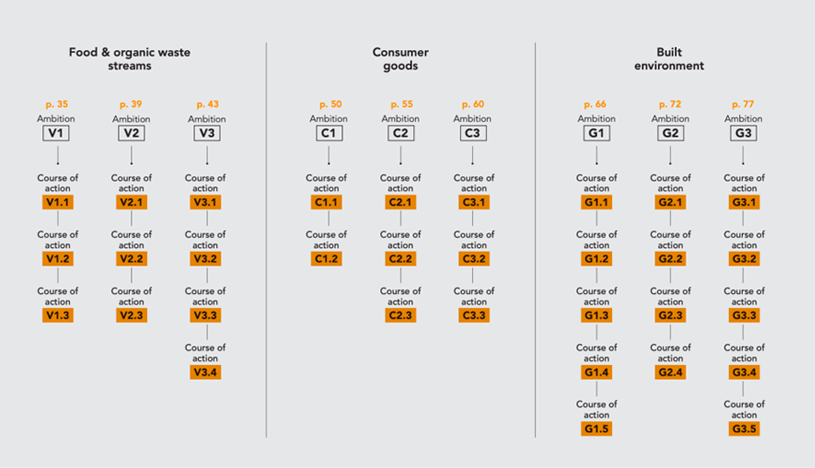 Food & organic waste
streams
p. 35
Ambition
V1
Course of
action
V1.1
Course of
action
V1.2
Course of
action
V1.3
p. 39
Ambition
V2
Course of
action
V2.1
Course of
action
V2.2
Course of
action
V2.3
p. 43
Ambition
V3
Course of
action
V3.1
Course of
action
V3.2
Course of
action
V3.3
Course of
action
V3.4
Consumer
goods
p. 50
Ambition
C1
Course of
action
C1.1
Course of
action
C1.2
p. 55
Ambition
C2
Course of
action
C2.1
Course of
action
C2.2
Course of
action
C2.3
p. 60
Ambition
C3
Course of
action
C3.1
Course of
action
C3.2
Course of
action
C3.3
Built
environment
p. 66
Ambition
G1
Course of
action
G1.1
Course of
action
G1.2
Course of
action
G1.3
Course of
action
G1.4
Course of
action
G1.5
p. 72
Ambition
G2
Course of
action
G2.1
Course of
action
G2.2
Course of
action
G2.3
Course of
action
G2.4
p. 77
Ambition
G3
Course of
action
G3.1
Course of
action
G3.2
Course of
action
G3.3
Course of
action
G3.4
Course of
action
G3.5